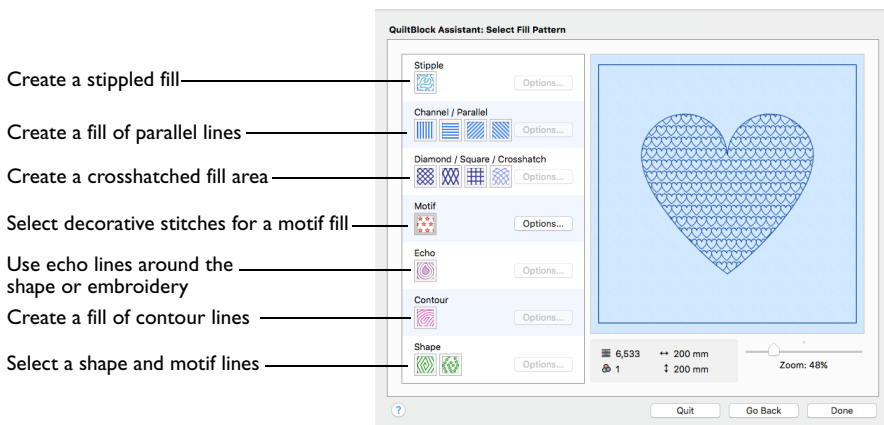 QuiltBlock Assistant: Select Fill Pattern
Create a stippled fill
Stipple
Options...
Create a fill of parallel lines
Channel / Parallel
Options...
Create a crosshatched fill area
Diamond / Square / Crosshatch
Options...
Select decorative stitches for a motif fill
Motif
Options...
Use echo lines around the
shape or embroidery
Echo
Options...
Create a fill of contour lines
Contour
Options...
Select a shape and motif lines
Shape
Options...
6,533 ↔ 200 mm
1 ↕ 200 mm
Zoom: 48%
?
Quit
Go Back
Done